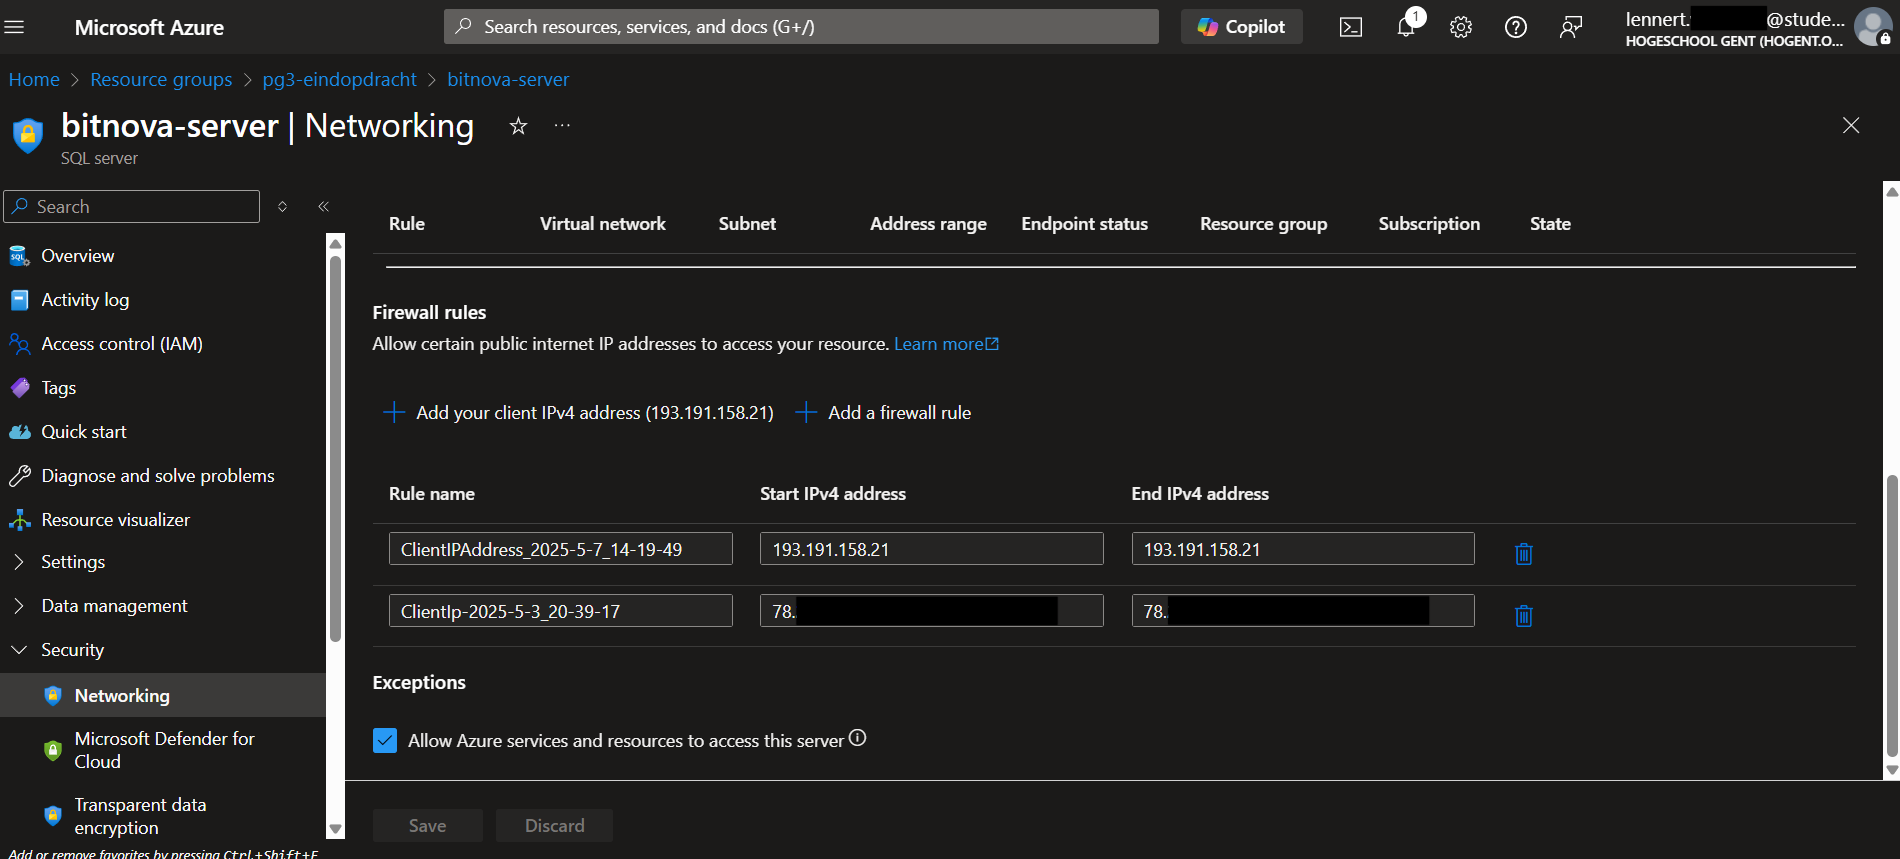 Microsoft Azure
Search resources, services, and docs (G+/)
Copilot
1
lennert. @stude...
HOGESCHOOL GENT (HOGENT.O...
Home > Resource groups > pg3-eindopdracht > bitnova-server
bitnova-server | Networking
SQL server
Search
Overview
Activity log
Access control (IAM)
Tags
Quick start
Diagnose and solve problems
Resource visualizer
Settings
Data management
Security
Networking
Microsoft Defender for
Cloud
Transparent data
encryption
Add or remove favorites by pressing Ctrl+Shift+F
Rule Virtual network Subnet Address range Endpoint status Resource group Subscription State
Firewall rules
Allow certain public internet IP addresses to access your resource. Learn more
Add your client IPv4 address (193.191.158.21) Add a firewall rule
Rule name Start IPv4 address End IPv4 address
ClientIPAddress_2025-5-7_14-19-49 193.191.158.21 193.191.158.21
ClientIp-2025-5-3_20-39-17 78. 78.
Exceptions
Allow Azure services and resources to access this server
Save Discard